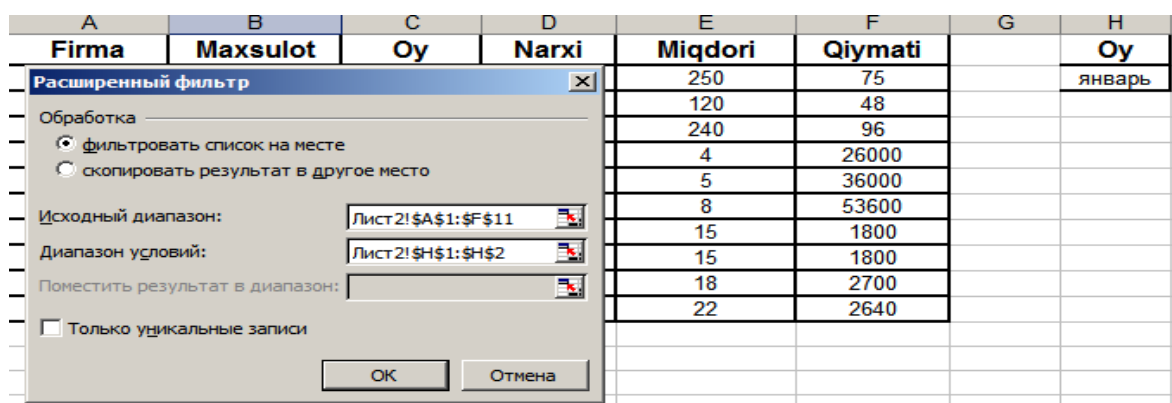 A B C D E F G H
Firma Maxsulot Oy Narxi Miqdori Qiymati Oy
Расширенный фильтр
Обработка
фильтровать список на месте
скопировать результат в другое место
Исходный диапазон: Лист2!$A$1:$F$11
Диапазон условий: Лист2!$H$1:$H$2
Поместить результат в диапазон:
Только уникальные записи
ОК Отмена
250 75 январь
120 48
240 96
4 26000
5 36000
8 53600
15 1800
15 1800
18 2700
22 2640